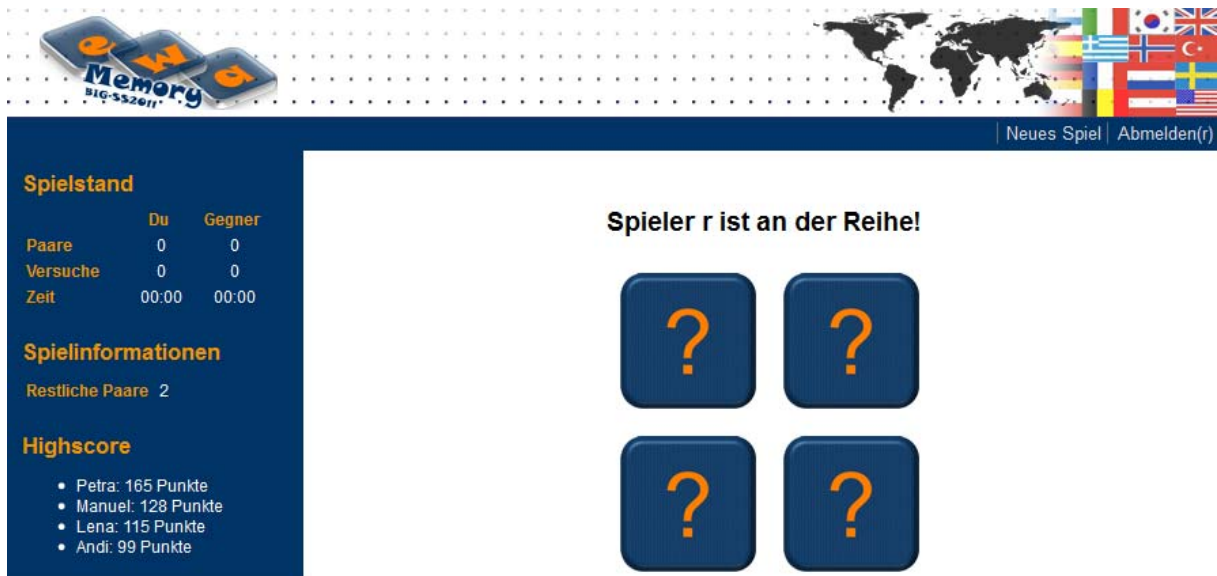 ewa
Memory
BIG-SS2011
Neues Spiel Abmelden(r)
Spielstand
Du Gegner
Paare 0 0
Versuche 0 0
Zeit 00:00 00:00
Spielinformationen
Restliche Paare 2
Highscore
• Petra: 165 Punkte
• Manuel: 128 Punkte
• Lena: 115 Punkte
• Andi: 99 Punkte
Spieler r ist an der Reihe!
? ?
? ?